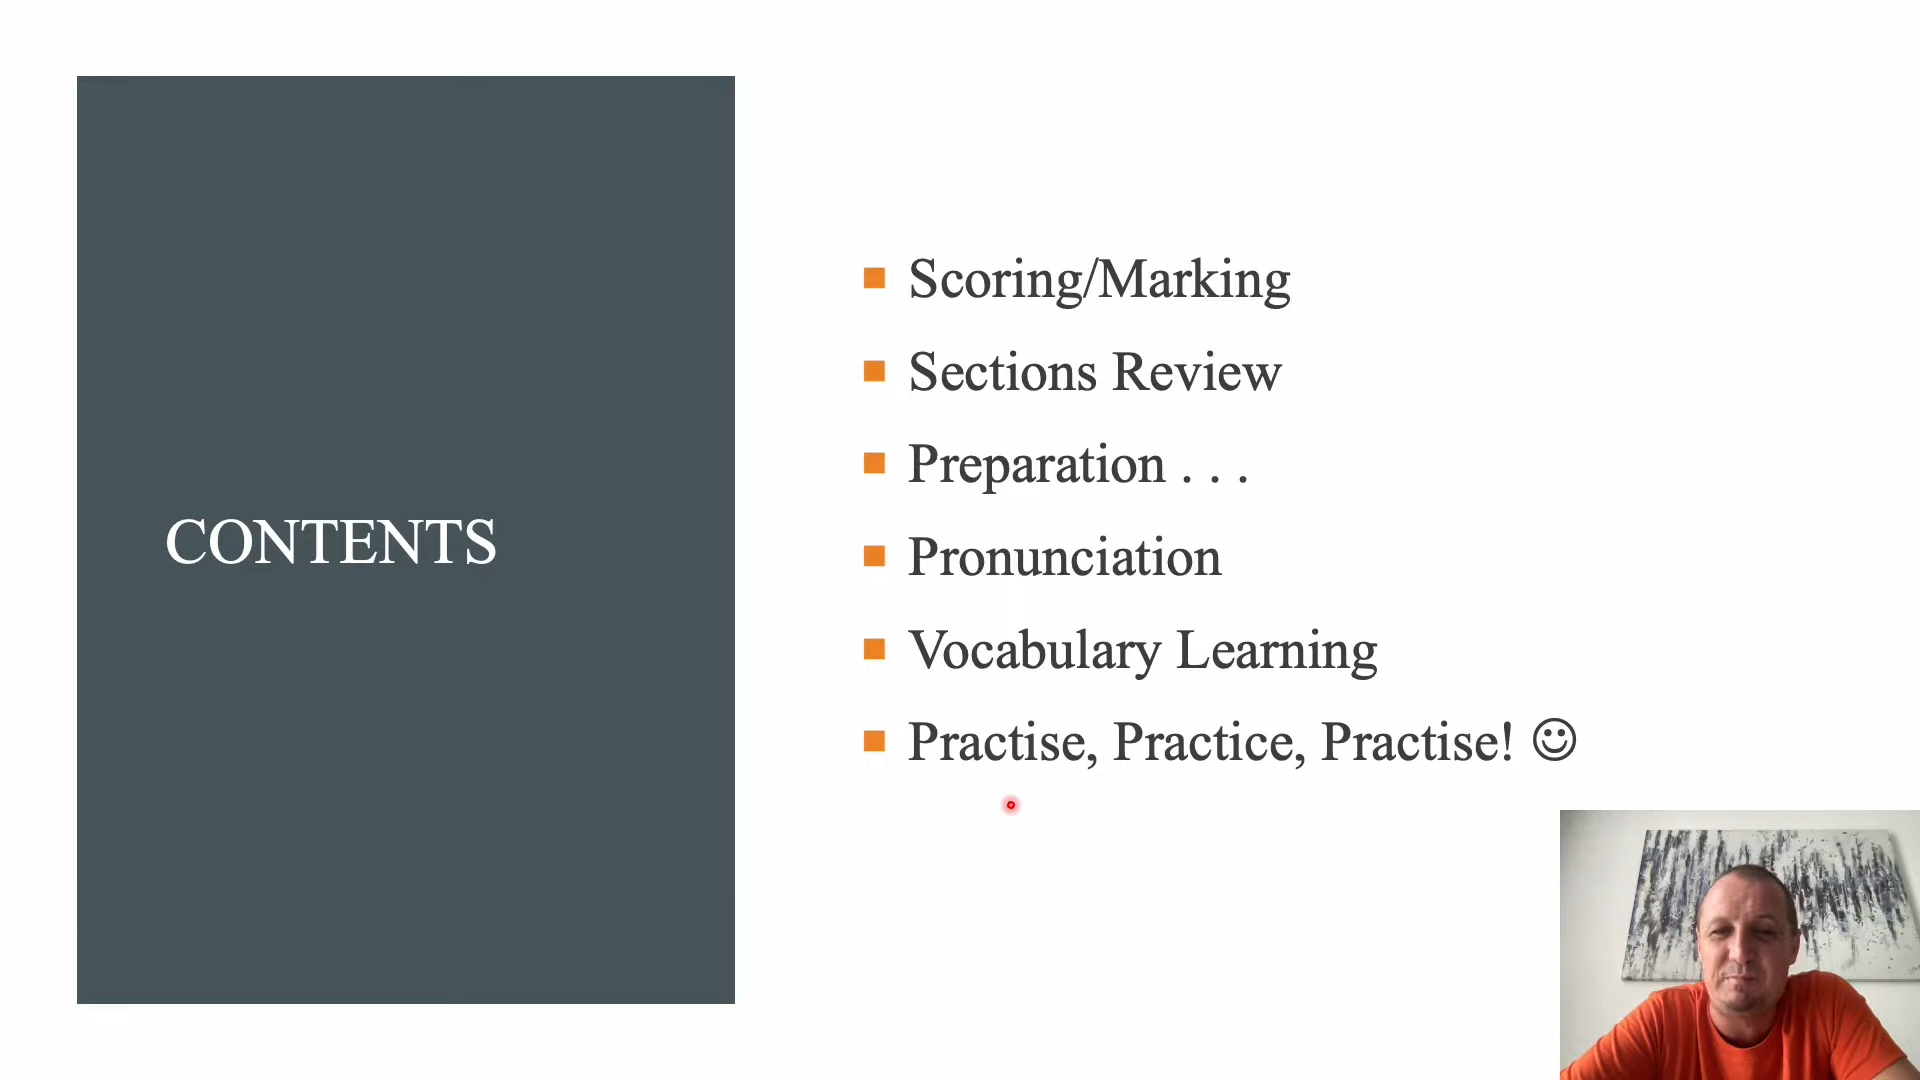 CONTENTS
Scoring/Marking
Sections Review
Preparation . . .
Pronunciation
Vocabulary Learning
Practise, Practice, Practise! ☺